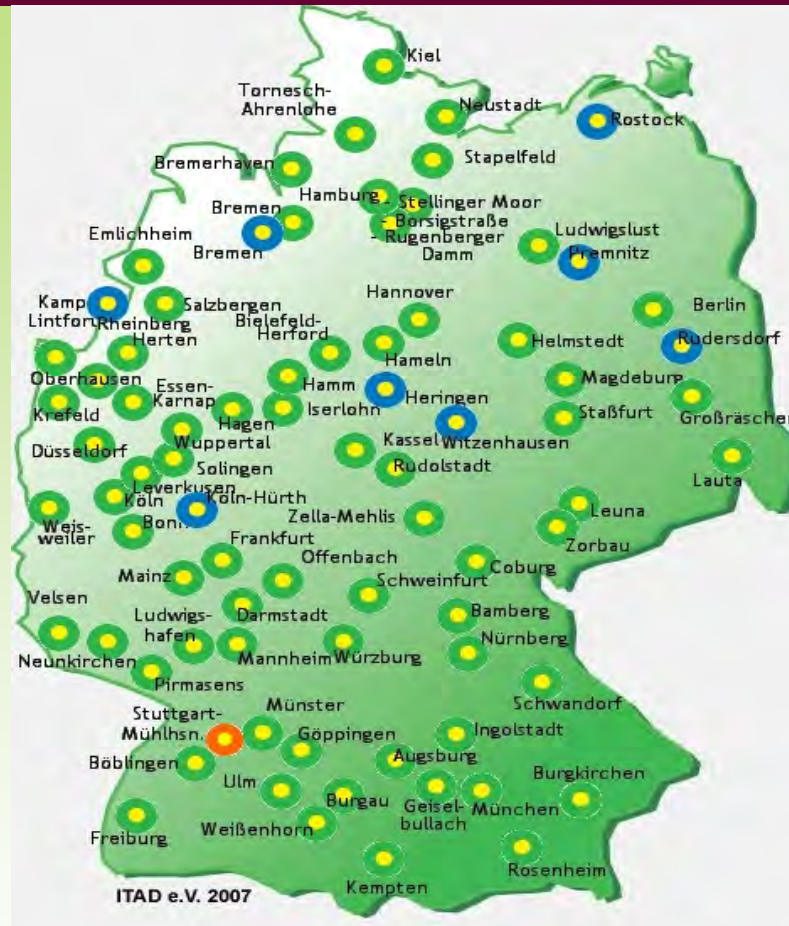 Kiel
Tornesch-
Ahrenlohe
Neustadt
Rostock
Bremerhaven
Stapelfeld
Hamburg
- Stellinger Moor
- Borsigstraße
- Rugenberger
Damm
Bremen
Bremen
Ludwigslust
Premnitz
Emlichheim
Kamp
Lintfort
Rheinberg
Salzbergen
Hannover
Berlin
Bielefeld-
Herford
Herten
Hameln
Helmstedt
Rüdersdorf
Oberhausen
Essen-
Karnap
Hamm
Heringen
Magdeburg
Krefeld
Hagen
Iserlohn
Staßfurt
Großräschen
Düsseldorf
Wuppertal
Kassel
Witzenhausen
Solingen
Rudolstadt
Lauta
Leverkusen
Köln
Köln-Hürth
Leuna
Weis-
weiler
Bonn
Zella-Mehlis
Zorbau
Frankfurt
Offenbach
Coburg
Mainz
Schweinfurt
Velsen
Ludwigs-
hafen
Darmstadt
Bamberg
Neunkirchen
Mannheim
Würzburg
Nürnberg
Pirmasens
Schwandorf
Stuttgart-
Mühlhsn.
Münster
Göppingen
Ingolstadt
Böblingen
Augsburg
Burgkirchen
Ulm
Burgau
Geisel-
bullach
München
Freiburg
Weißenhorn
Rosenheim
Kempten
ITAD e.V. 2007